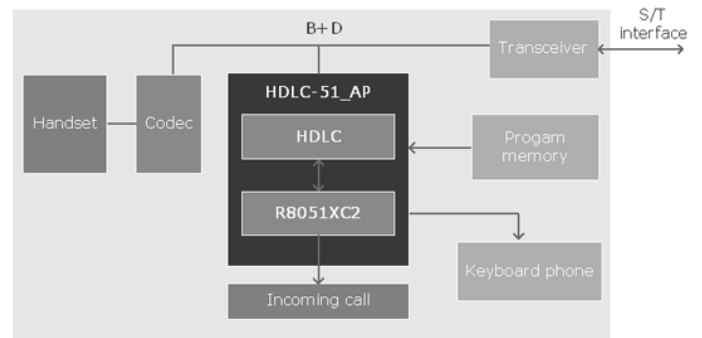 S/T
interface
B+D
Transceiver
HDLC-51_AP
Handset
Codec
HDLC
Progam
memory
R8051XC2
Keyboard phone
Incoming call